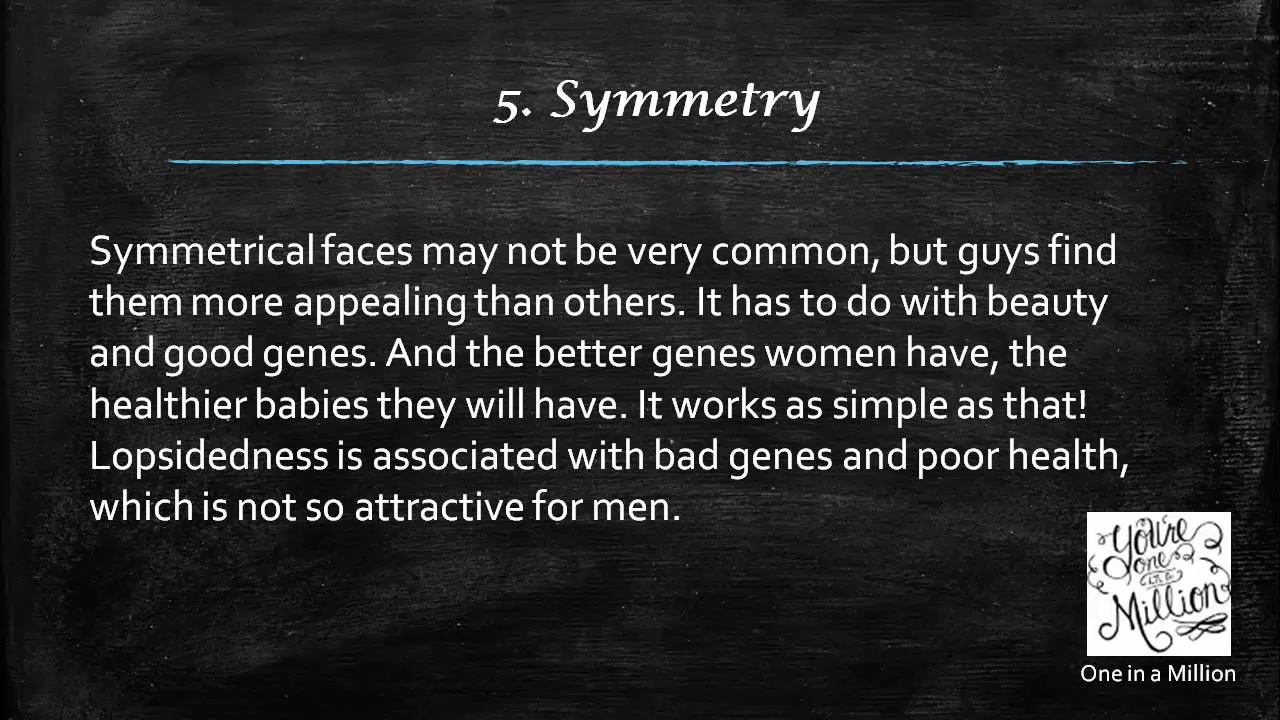 5. Symmetry
Symmetrical faces may not be very common, but guys find
them more appealing than others. It has to do with beauty
and good genes. And the better genes women have, the
healthier babies they will have. It works as simple as that!
Lopsidedness is associated with bad genes and poor health,
which is not so attractive for men.
You're
one
in a
Million
One in a Million